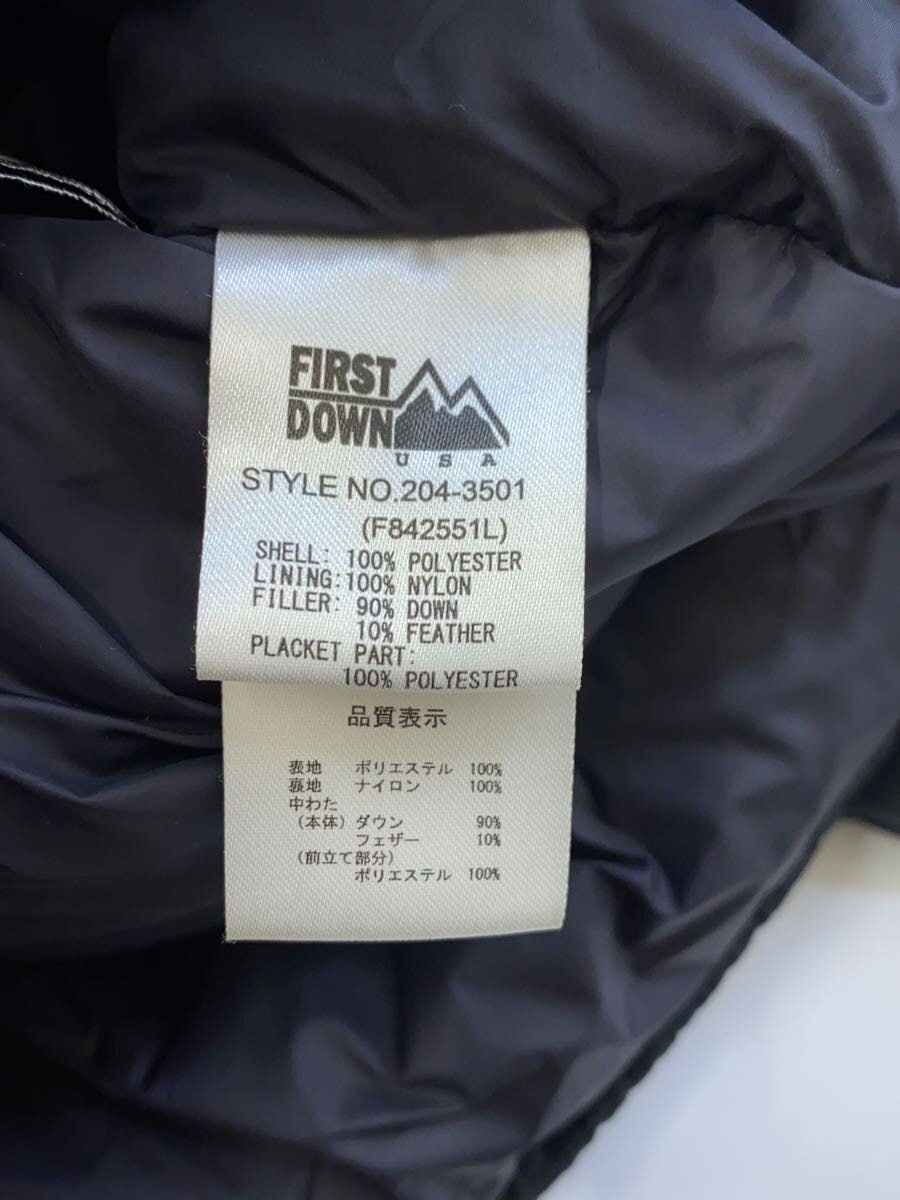 FIRST
DOWN
USA
STYLE NO.204-3501
(F842551L)
SHELL: 100% POLYESTER
LINING:100% NYLON
FILLER: 90% DOWN
10% FEATHER
PLACKET PART:
100% POLYESTER
品質表示
表地 ポリエステル 100%
裏地 ナイロン 100%
中わた
(本体) ダウン 90%
フェザー 10%
(前立て部分)
ポリエステル 100%